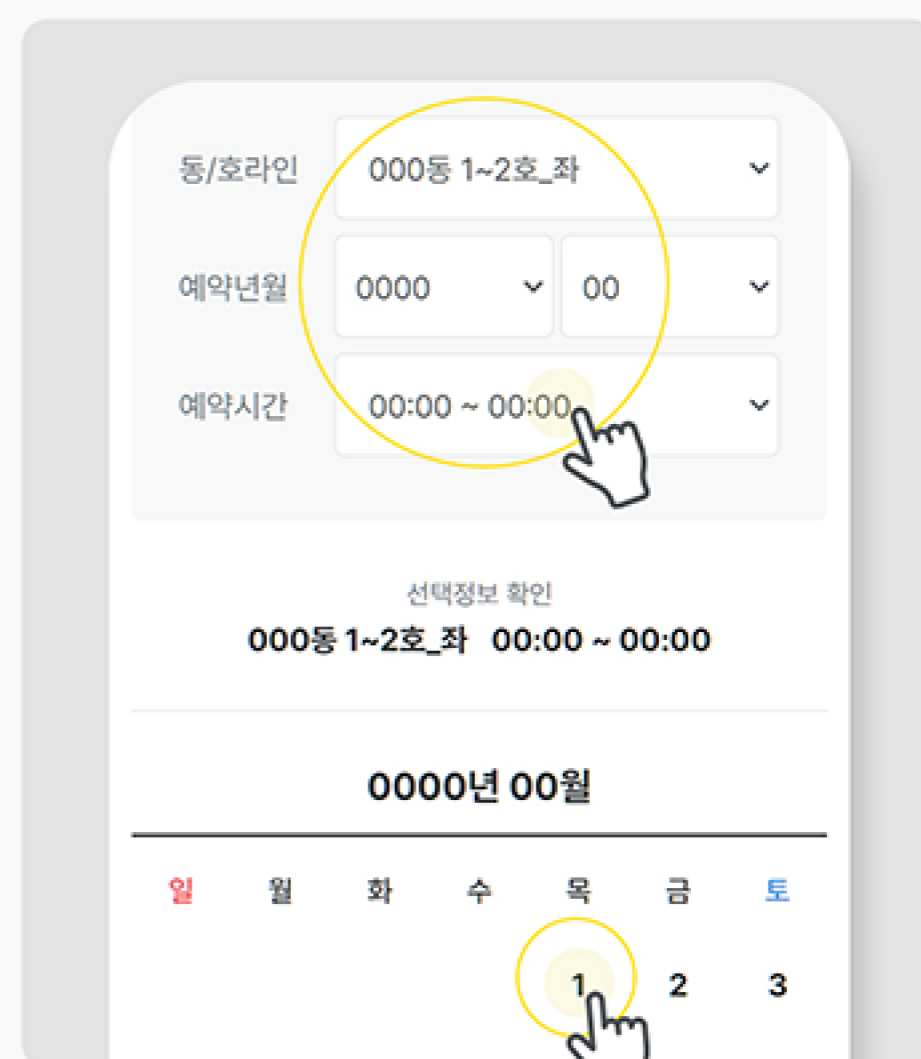 동/호라인 000동 1~2호_좌
예약년월 0000 00
예약시간 00:00 ~ 00:00
선택정보 확인
000동 1~2호_좌 00:00 ~ 00:00
0000년 00월
일 월 화 수 목 금 토
1 2 3